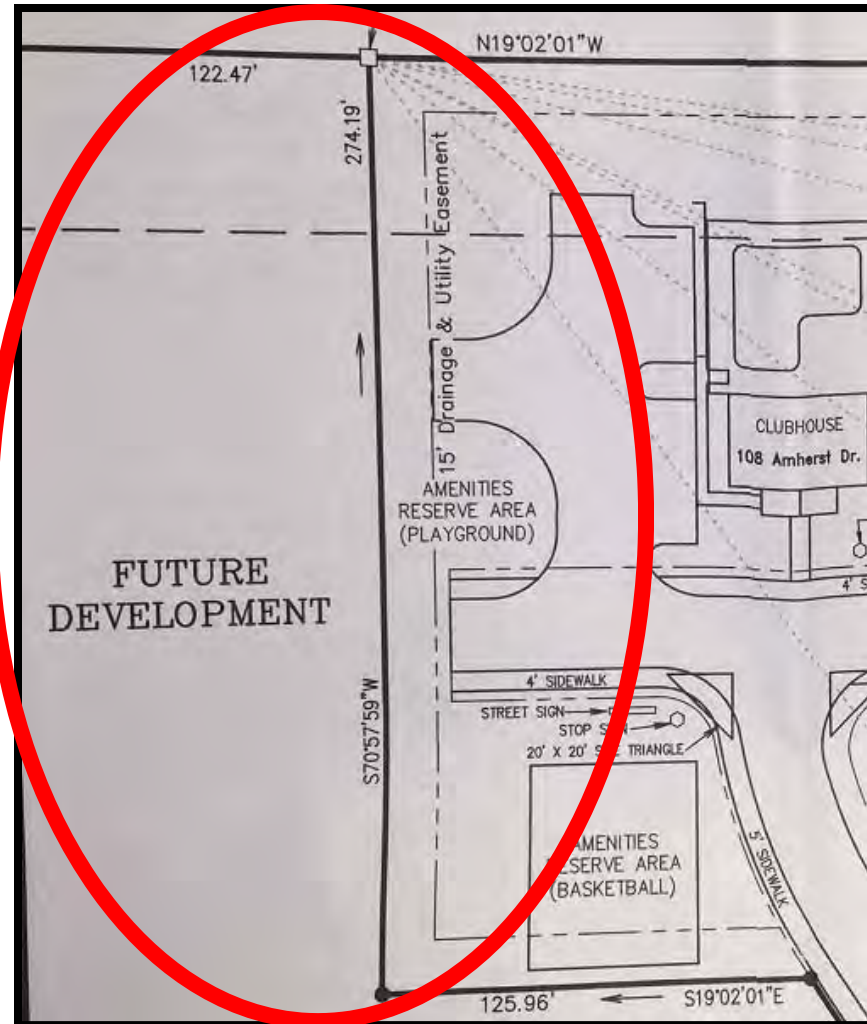 N19°02'01"W
122.47'
274.19'
15' Drainage & Utility Easement
CLUBHOUSE
108 Amherst Dr.
AMENITIES
RESERVE AREA
(PLAYGROUND)
FUTURE
DEVELOPMENT
4' S
4' SIDEWALK
STREET SIGN
STOP
20' X 20' TRIANGLE
S70°57'59"W
AMENITIES
RESERVE AREA
(BASKETBALL)
5' SIDEWALK
125.96'
S19°02'01"E